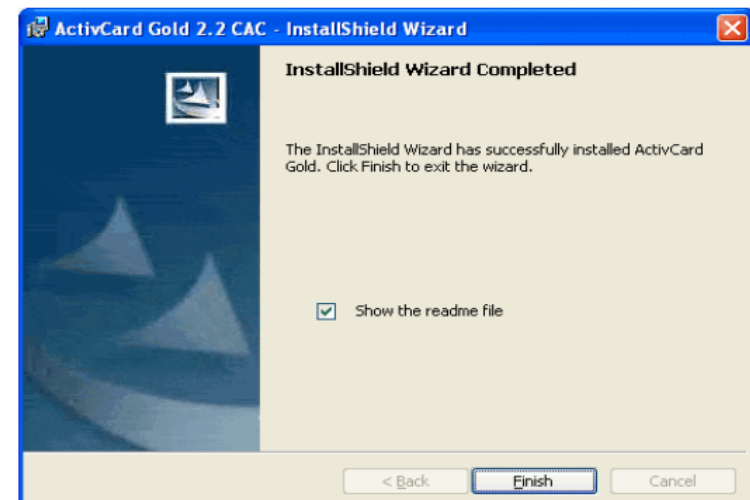 ActivCard Gold 2.2 CAC - InstallShield Wizard
InstallShield Wizard Completed
The InstallShield Wizard has successfully installed ActivCard
Gold. Click Finish to exit the wizard.
Show the readme file
< Back
Finish
Cancel